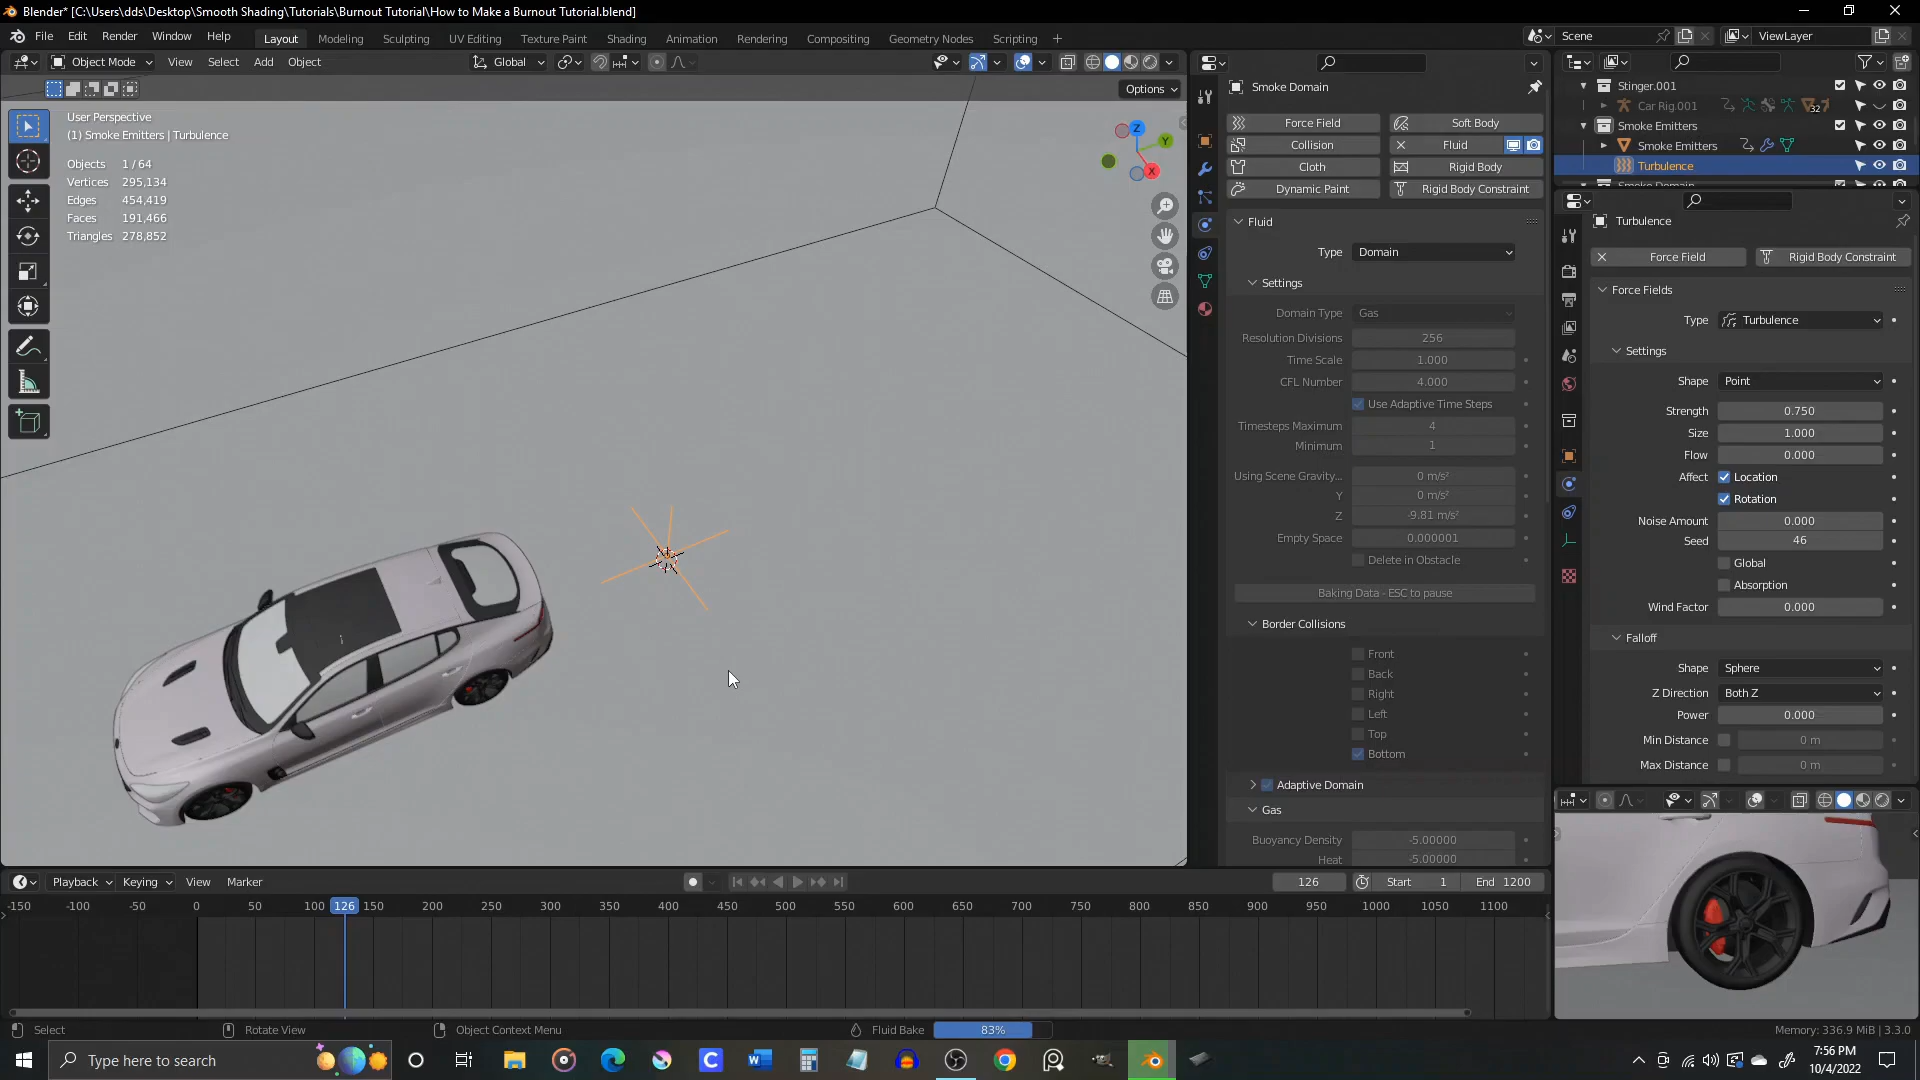 Blender* [C:\Users\dds\Desktop\Smooth Shading\Tutorials\Burnout Tutorial\How to Make a Burnout Tutorial.blend]
File Edit Render Window Help Layout Modeling Sculpting UV Editing Texture Paint Shading Animation Rendering Compositing Geometry Nodes Scripting + Scene ViewLayer
Object Mode View Select Add Object Global
Options
User Perspective
(1) Smoke Emitters | Turbulence
Objects 1 / 64
Vertices 295,134
Edges 454,419
Faces 191,466
Triangles 278,852
Z
Y
X
Smoke Domain
Force Field Soft Body
Collision Fluid
Cloth Rigid Body
Dynamic Paint Rigid Body Constraint
Fluid
Type Domain
Settings
Domain Type Gas
Resolution Divisions 256
Time Scale 1.000
CFL Number 4.000
Use Adaptive Time Steps
Timesteps Maximum 4
Minimum 1
Using Scene Gravity... 0 m/s²
Y 0 m/s²
Z -9.81 m/s²
Empty Space 0.000001
Delete in Obstacle
Baking Data - ESC to pause
Border Collisions
Front
Back
Right
Left
Top
Bottom
Adaptive Domain
Gas
Buoyancy Density -5.00000
Heat -5.00000
Stinger.001
Car Rig.001 32
Smoke Emitters
Smoke Emitters
Turbulence
Smoke Domain
Turbulence
Force Field Rigid Body Constraint
Force Fields
Type Turbulence
Settings
Shape Point
Strength 0.750
Size 1.000
Flow 0.000
Affect Location
Rotation
Noise Amount 0.000
Seed 46
Global
Absorption
Wind Factor 0.000
Falloff
Shape Sphere
Z Direction Both Z
Power 0.000
Min Distance 0 m
Max Distance 0 m
Playback Keying View Marker 126 Start 1 End 1200
-150 -100 -50 0 50 100 126 150 200 250 300 350 400 450 500 550 600 650 700 750 800 850 900 950 1000 1050 1100
Select Rotate View Object Context Menu Fluid Bake 83% Memory: 336.9 MiB | 3.3.0
Type here to search
7:56 PM
10/4/2022